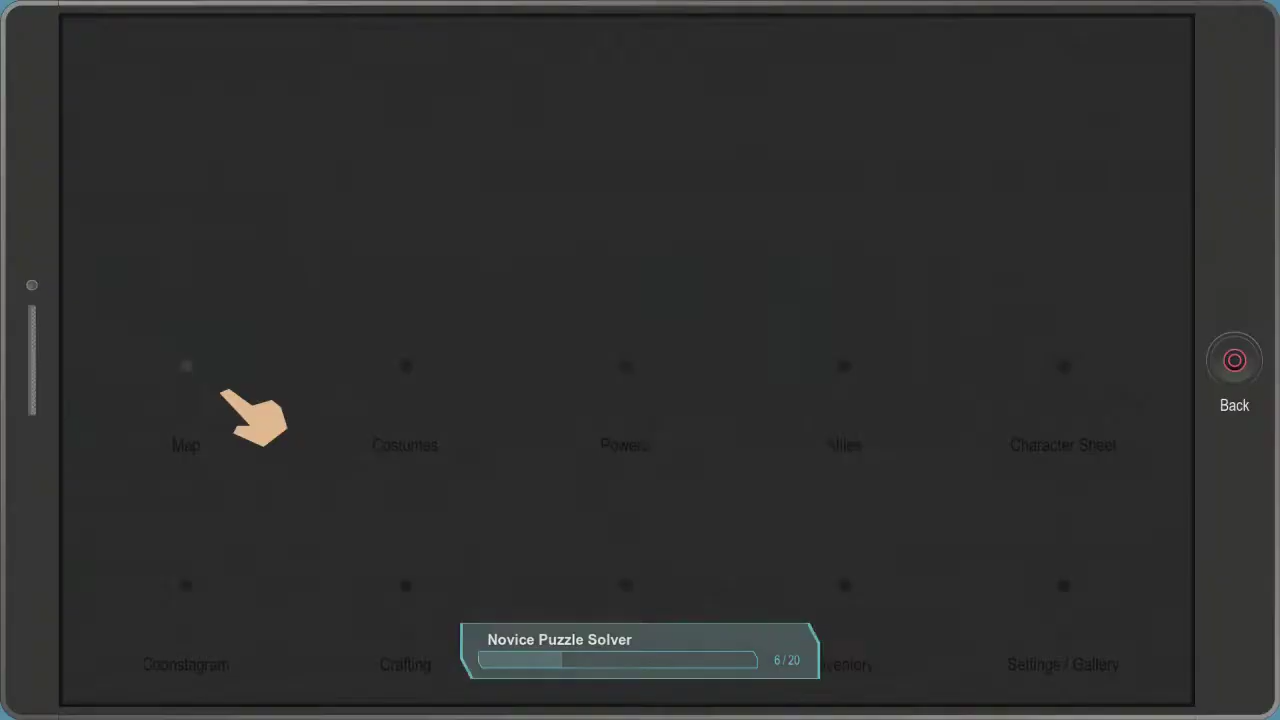 Back
Map
Costumes
Powers
Allies
Character Sheet
Novice Puzzle Solver
6 / 20
Coonstagram
Crafting
Settings / Gallery